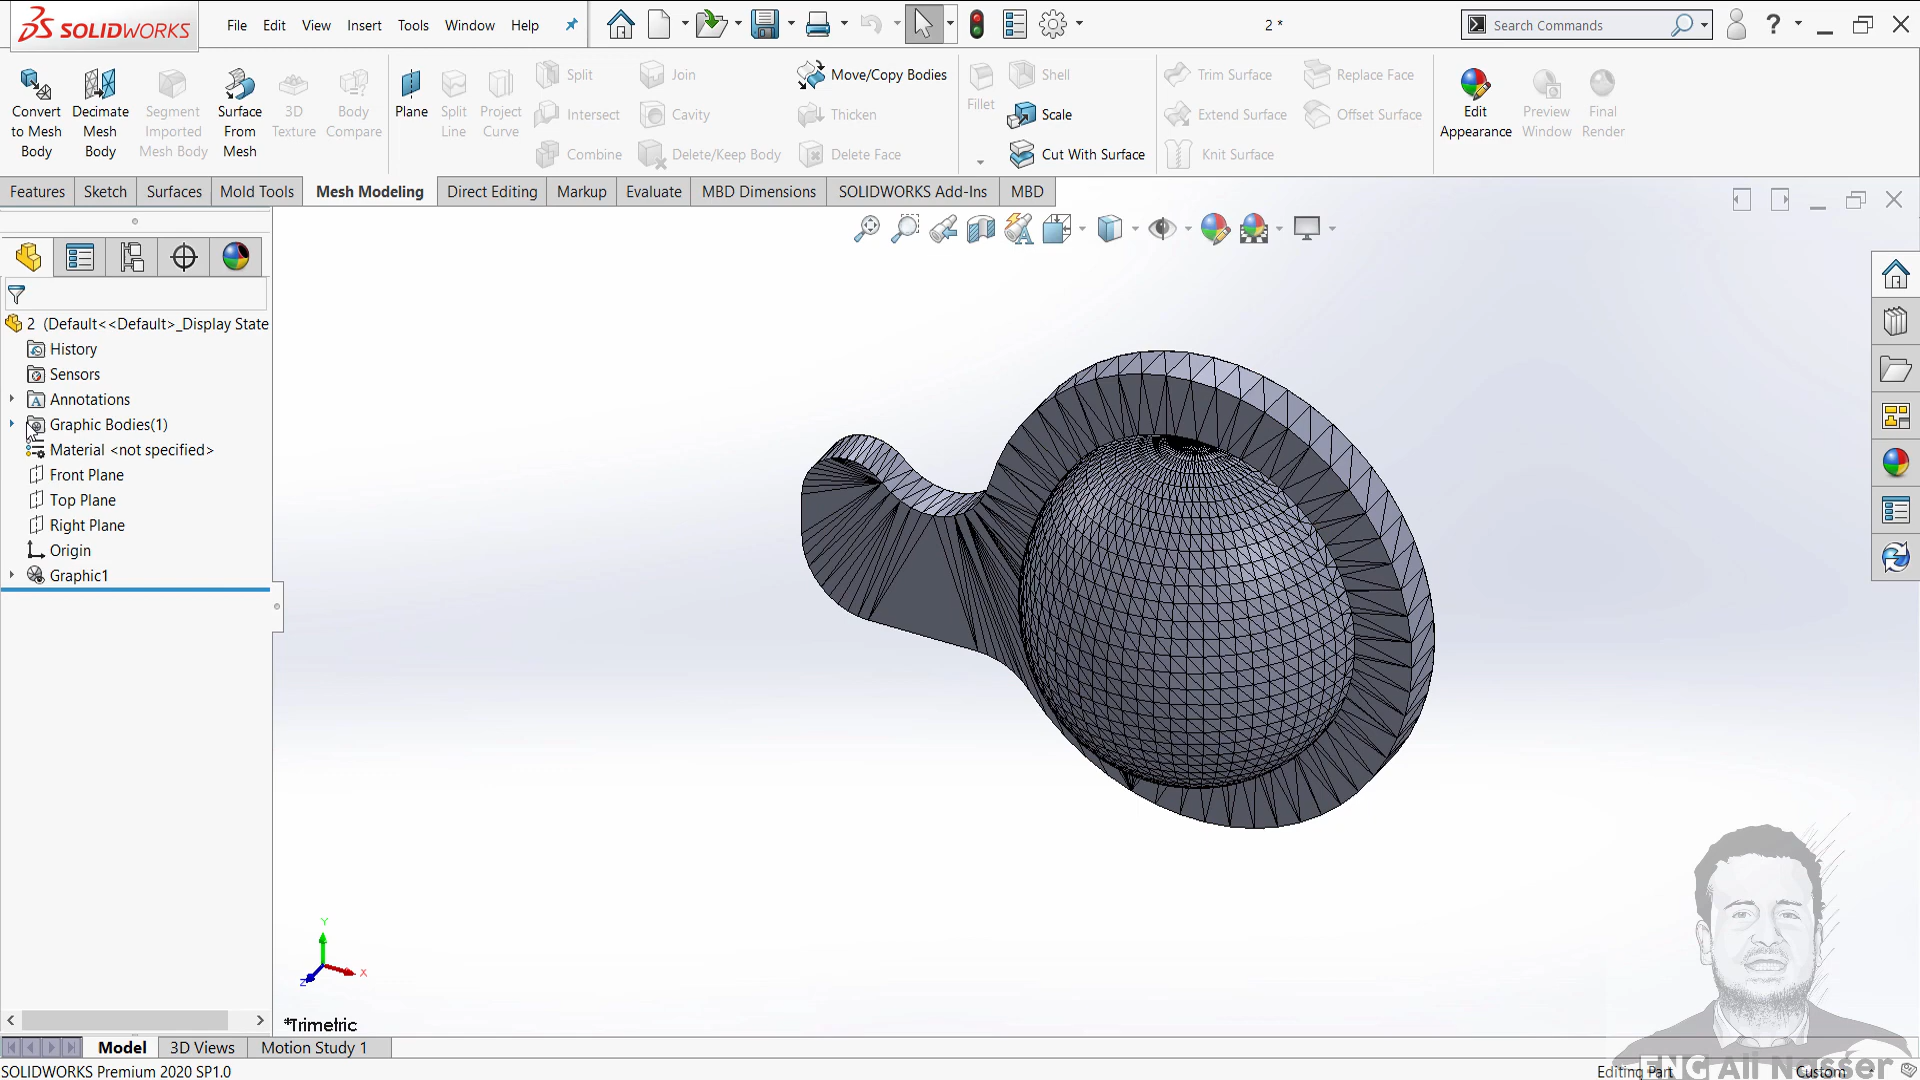 SOLIDWORKS File Edit View Insert Tools Window Help 2 * Search Commands ?
Convert to Mesh Body
Decimate Mesh Body
Segment Imported Mesh Body
Surface From Mesh
3D Texture
Body Compare
Plane
Split Line
Project Curve
Split
Intersect
Combine
Join
Cavity
Delete/Keep Body
Move/Copy Bodies
Thicken
Delete Face
Fillet
Shell
Scale
Cut With Surface
Trim Surface
Extend Surface
Knit Surface
Replace Face
Offset Surface
Edit Appearance
Preview Window
Final Render
Features Sketch Surfaces Mold Tools Mesh Modeling Direct Editing Markup Evaluate MBD Dimensions SOLIDWORKS Add-Ins MBD
2 (Default<<Default>_Display State
History
Sensors
Annotations
Graphic Bodies(1)
Material <not specified>
Front Plane
Top Plane
Right Plane
Origin
Graphic1
Y
X
Z
*Trimetric
Model 3D Views Motion Study 1
SOLIDWORKS Premium 2020 SP1.0
Editing Part
Custom
ENG Ali Nasser